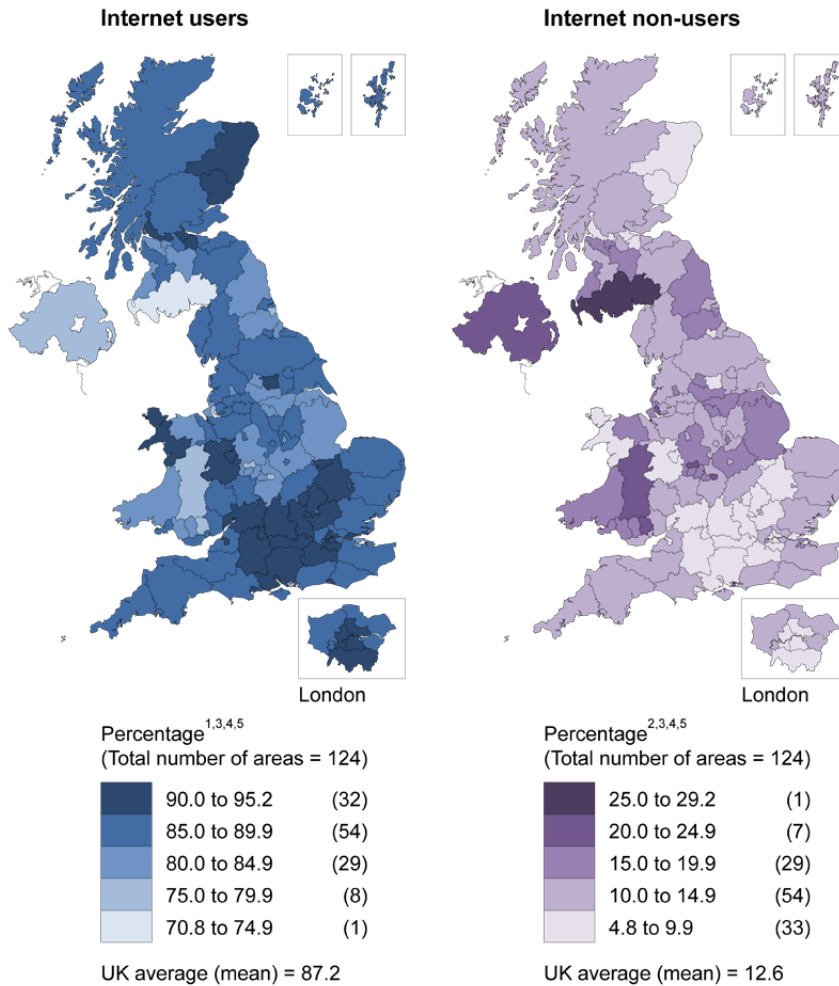 Internet users
Internet non-users
London
London
Percentage1,3,4,5
(Total number of areas = 124)
90.0 to 95.2 (32)
85.0 to 89.9 (54)
80.0 to 84.9 (29)
75.0 to 79.9 (8)
70.8 to 74.9 (1)
UK average (mean) = 87.2
Percentage2,3,4,5
(Total number of areas = 124)
25.0 to 29.2 (1)
20.0 to 24.9 (7)
15.0 to 19.9 (29)
10.0 to 14.9 (54)
4.8 to 9.9 (33)
UK average (mean) = 12.6